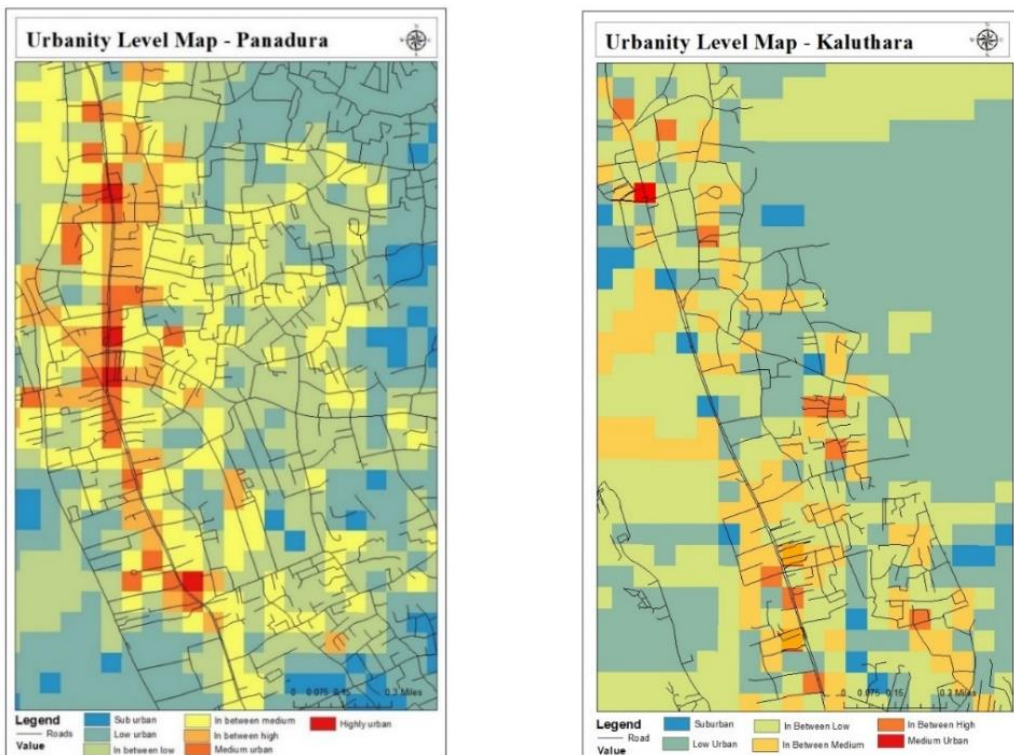 Urbanity Level Map - Panadura
0 0.075 0.15 0.3 Miles
Legend
Roads
Value
Sub urban
Low urban
In between low
In between medium
In between high
Medium urban
Highly urban
Urbanity Level Map - Kaluthara
0 0.075 0.15 0.3 Miles
Legend
Road
Value
Suburban
Low Urban
In Between Low
In Between Medium
In Between High
Medium Urban